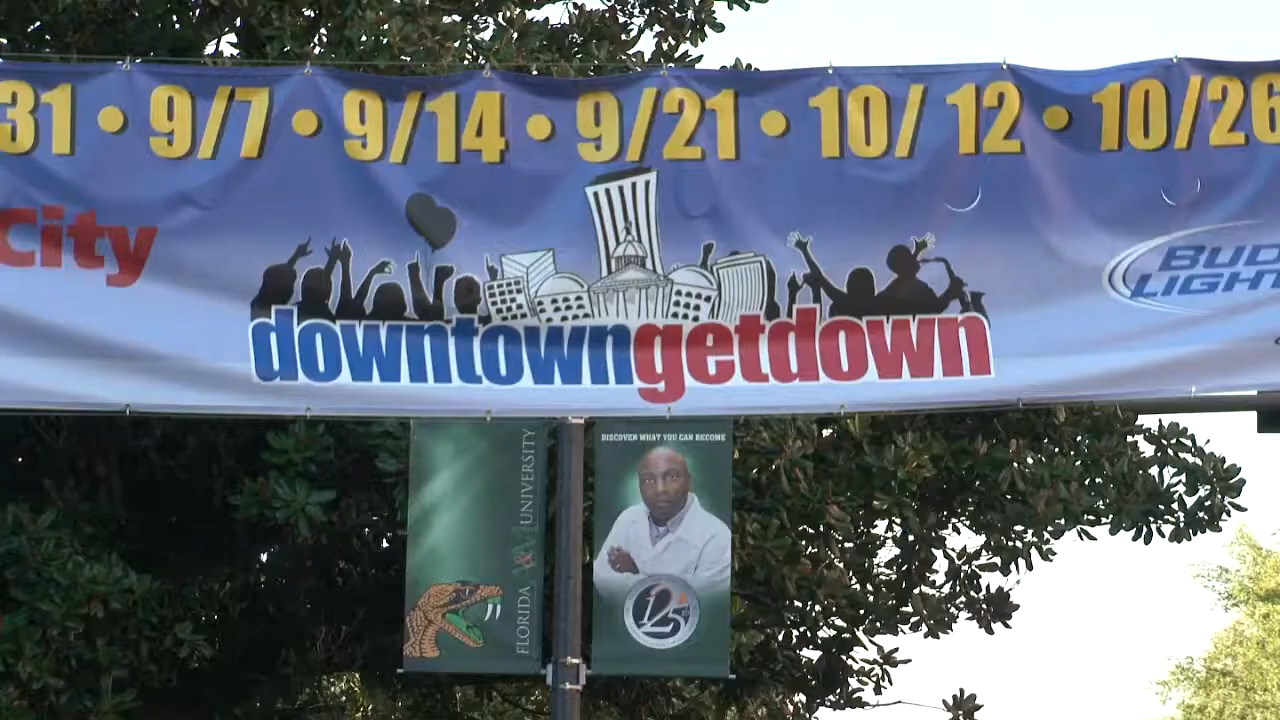 31 • 9/7 • 9/14 • 9/21 • 10/ 12 • 10/26
City
BUD
LIGHT
downtowngetdown
FLORIDA A&M UNIVERSITY
DISCOVER WHAT YOU CAN BECOME
125